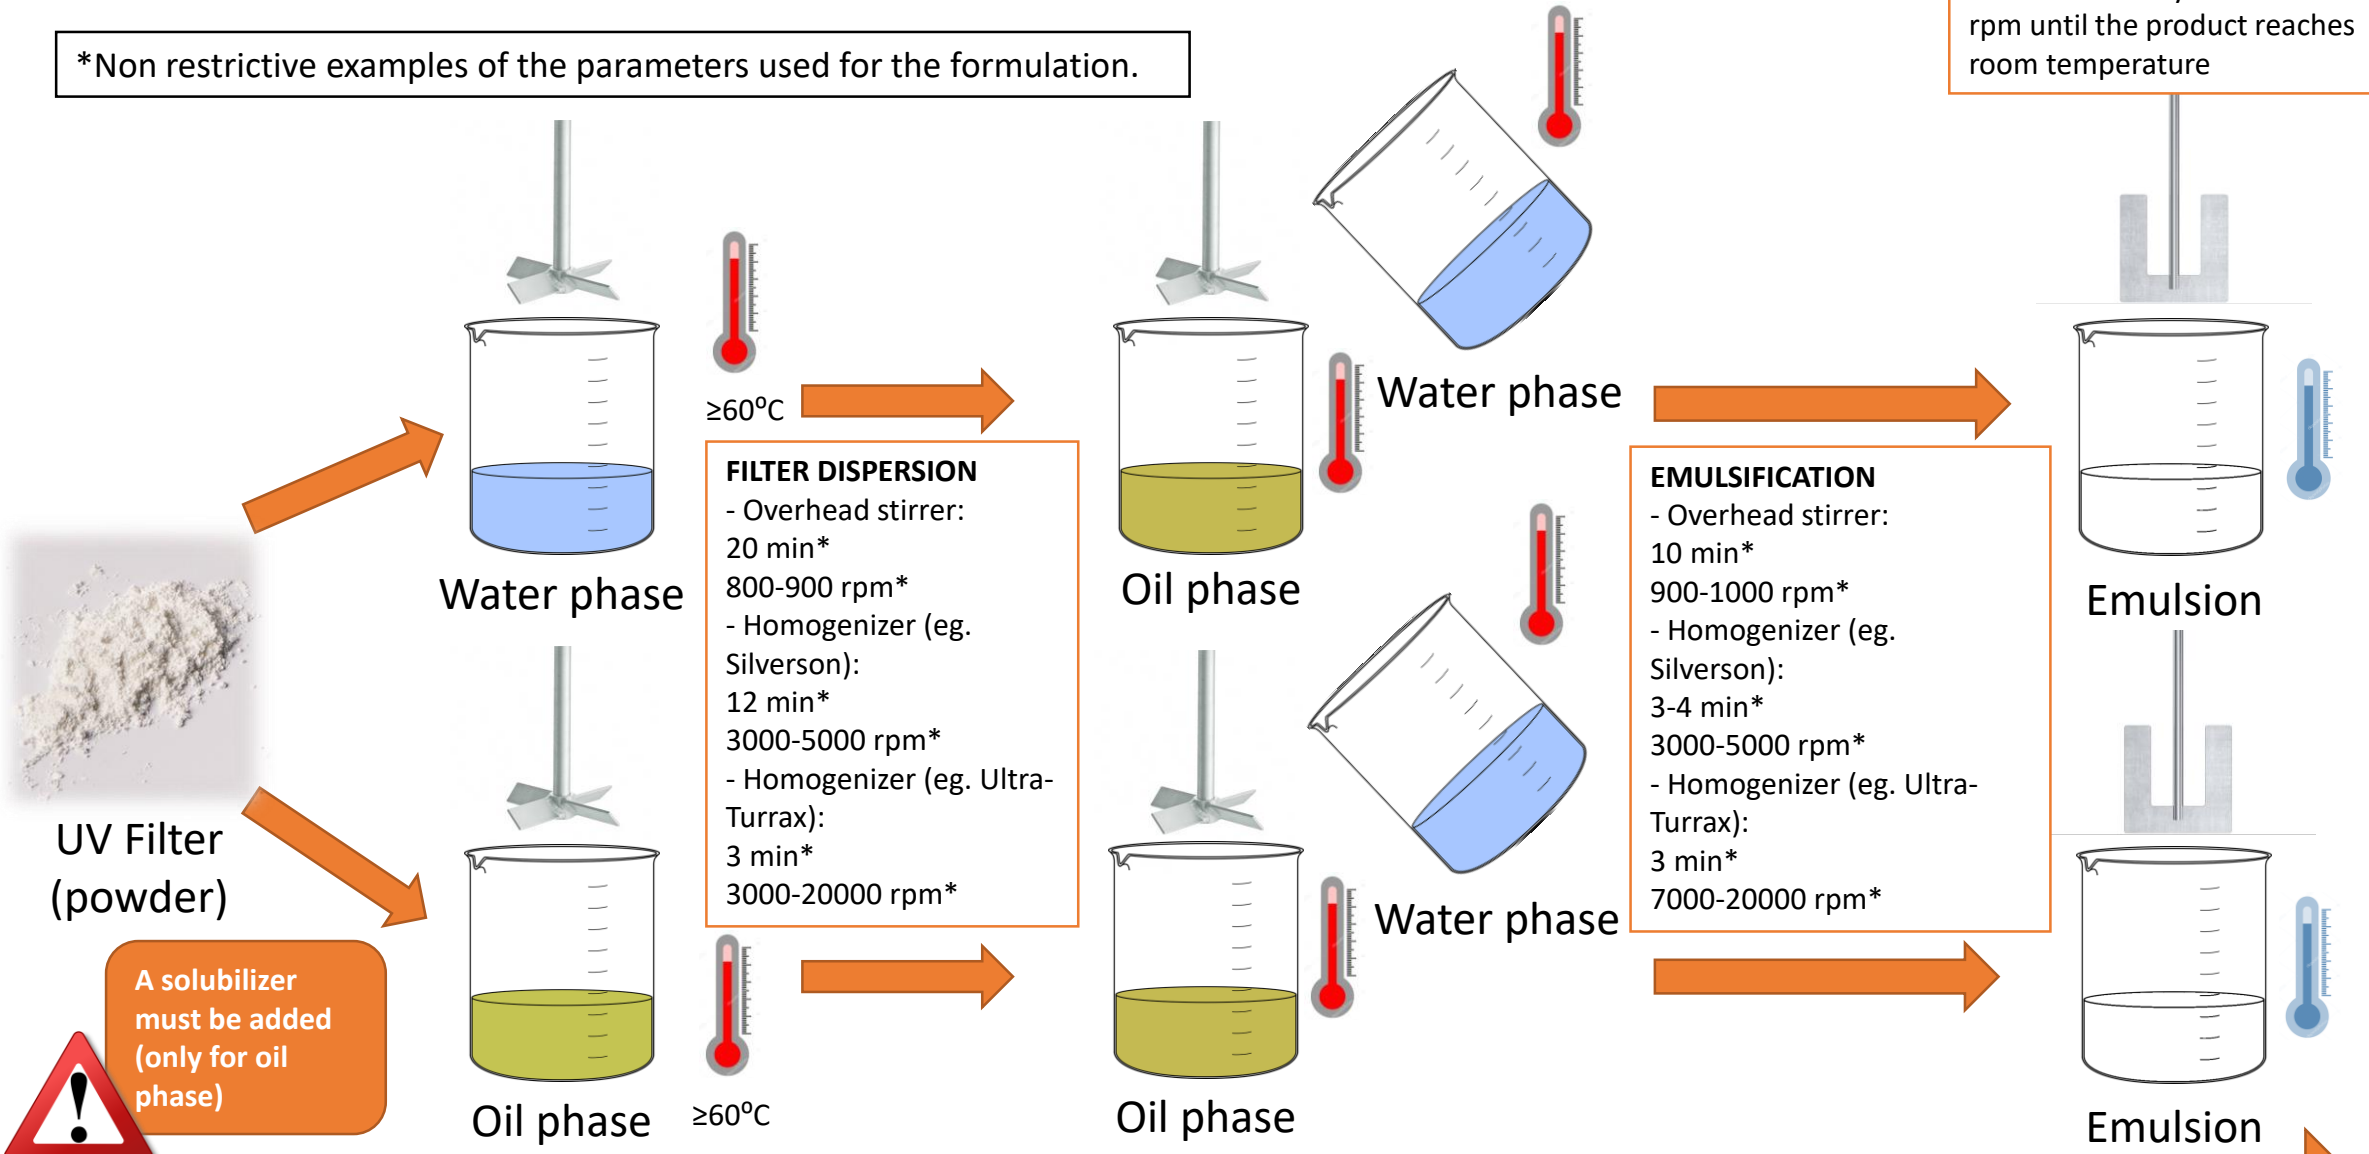 *Non restrictive examples of the parameters used for the formulation.
rpm until the product reaches
room temperature
≥60ºC
Water phase
FILTER DISPERSION
- Overhead stirrer:
20 min*
800-900 rpm*
- Homogenizer (eg.
Silverson):
12 min*
3000-5000 rpm*
- Homogenizer (eg. Ultra-
Turrax):
3 min*
3000-20000 rpm*
Water phase
Oil phase
EMULSIFICATION
- Overhead stirrer:
10 min*
900-1000 rpm*
- Homogenizer (eg.
Silverson):
3-4 min*
3000-5000 rpm*
- Homogenizer (eg. Ultra-
Turrax):
3 min*
7000-20000 rpm*
Emulsion
UV Filter
(powder)
A solubilizer
must be added
(only for oil
phase)
Oil phase
≥60ºC
Water phase
Oil phase
Emulsion